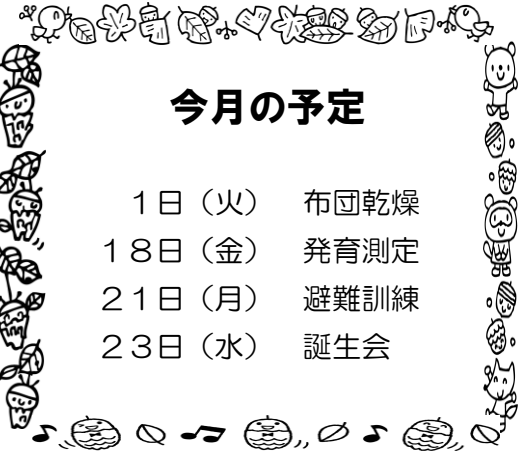 今月の予定
１日（火）　布団乾燥
１８日（金）　発育測定
２１日（月）　避難訓練
２３日（水）　誕生会